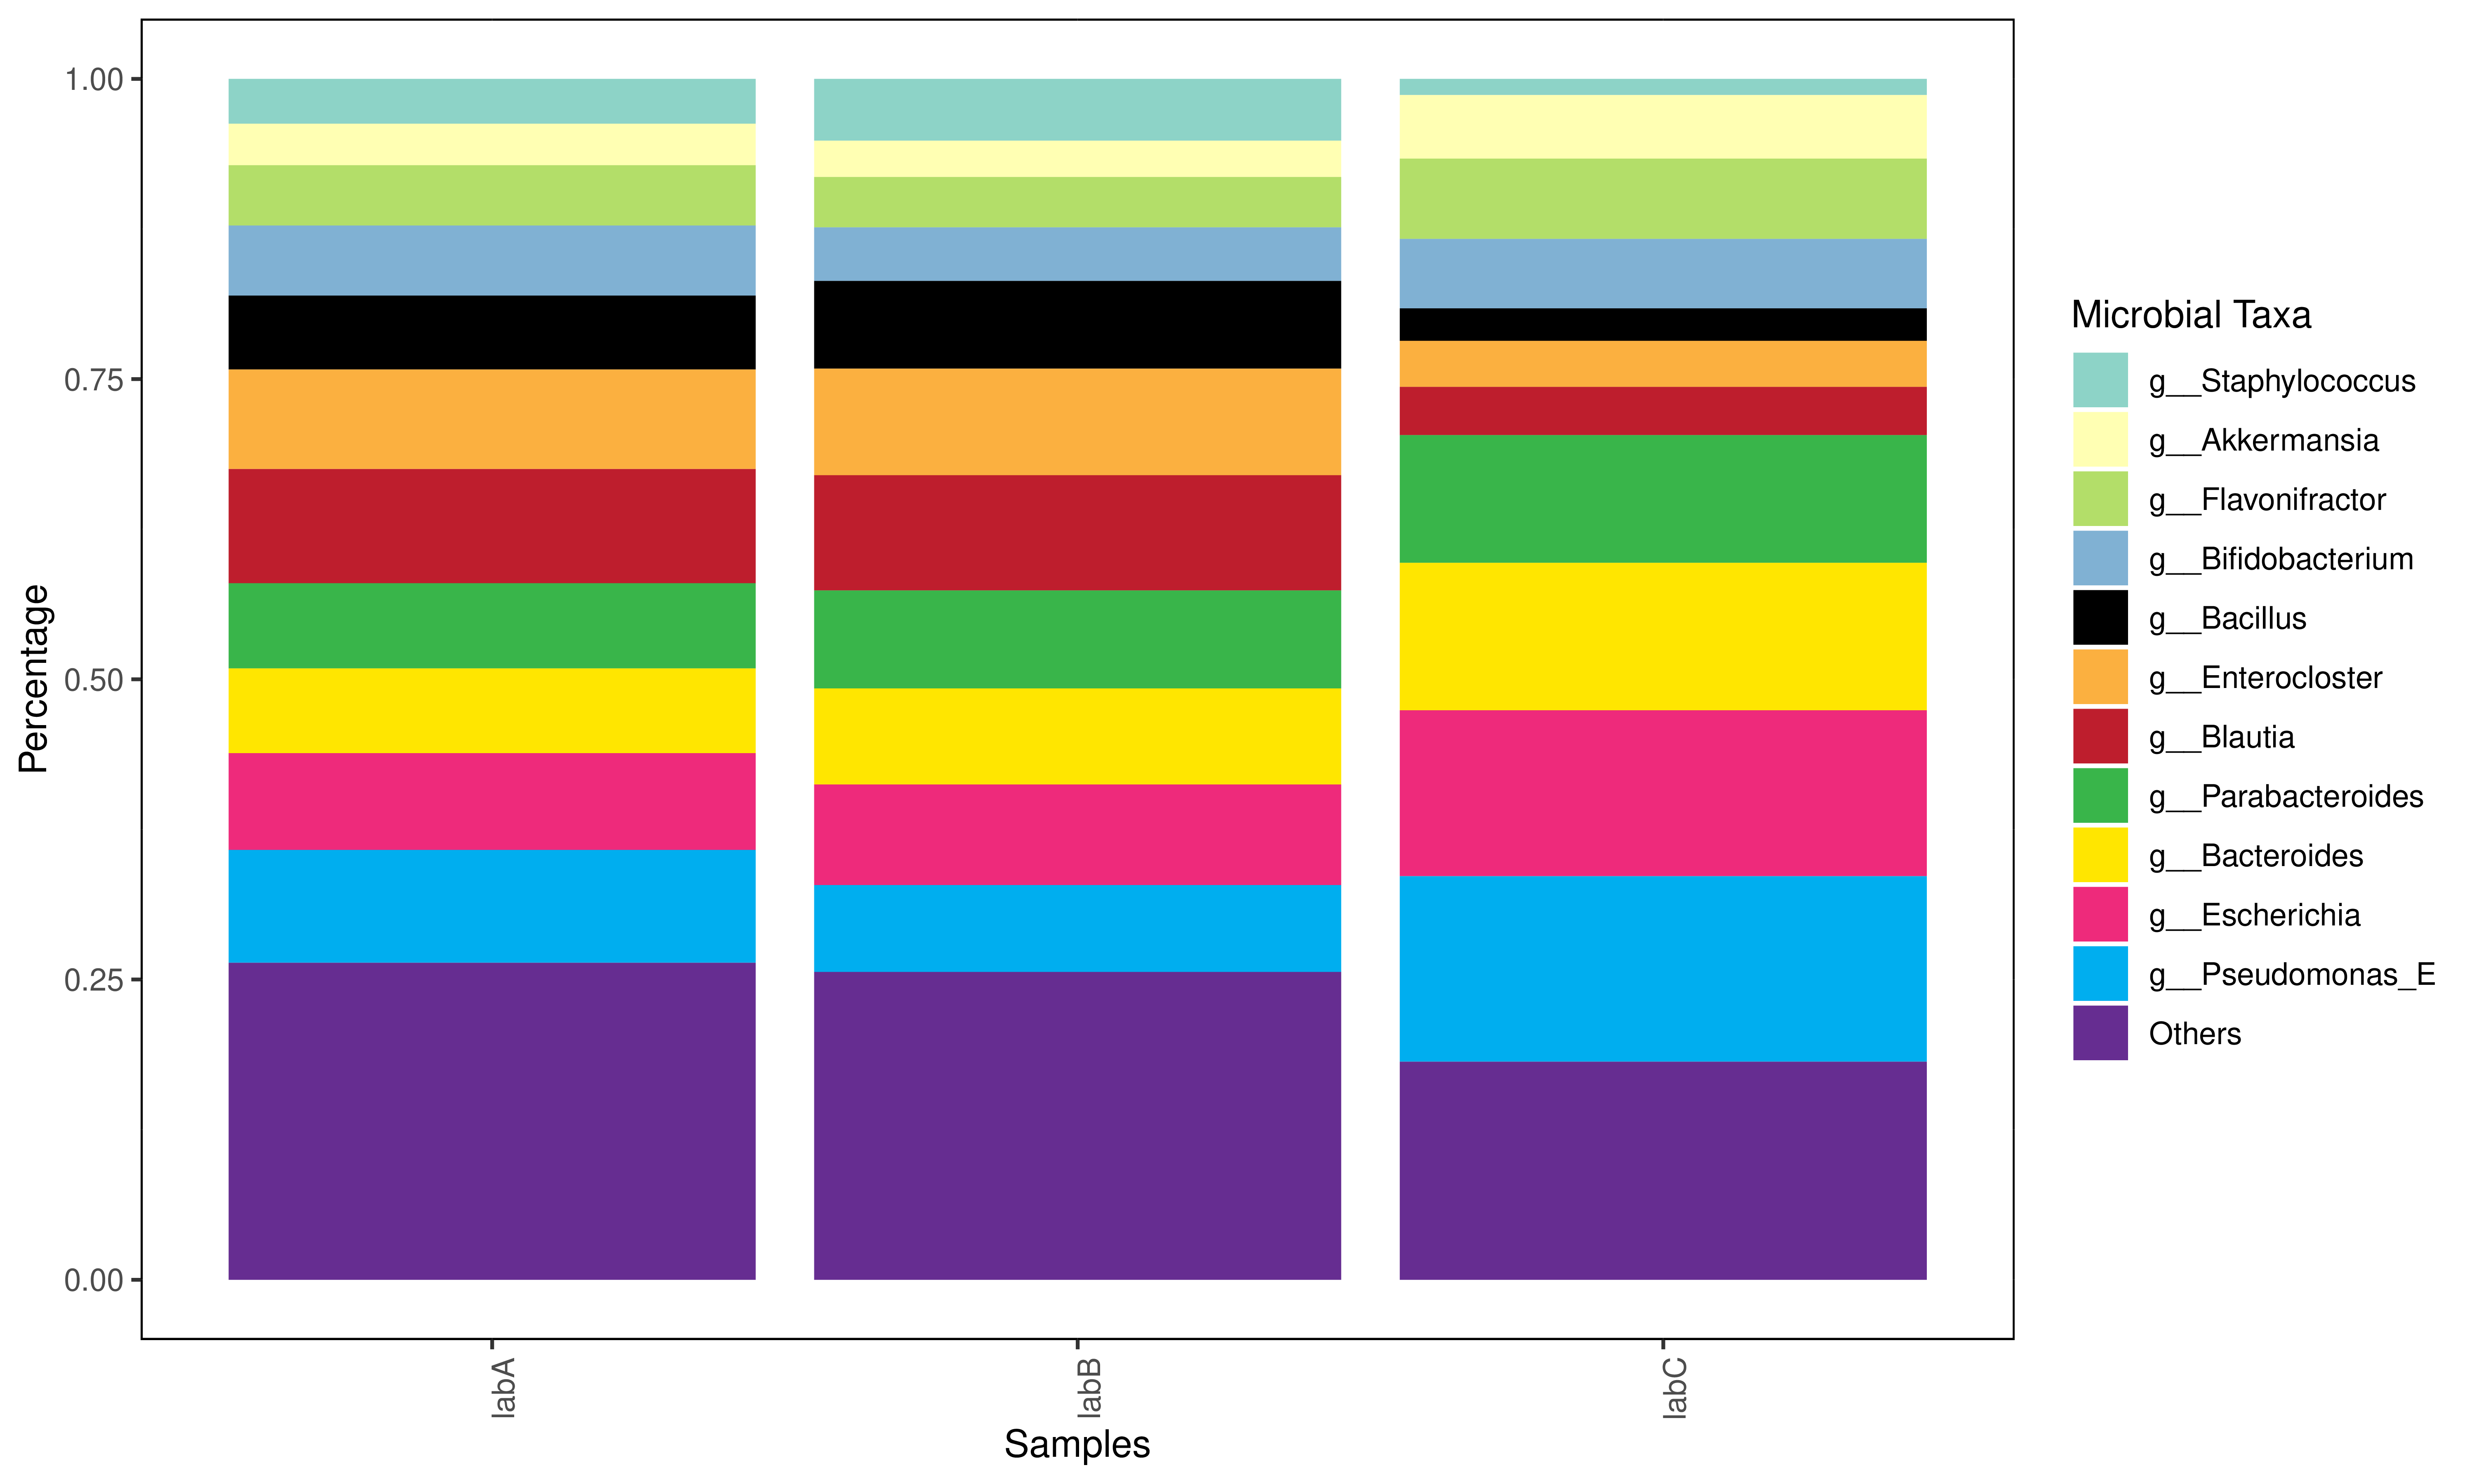 1.00
0.75
0.50
0.25
0.00
Percentage
labA
labB
labC
Samples
Microbial Taxa
g__Staphylococcus
g__Akkermansia
g__Flavonifractor
g__Bifidobacterium
g__Bacillus
g__Enterocloster
g__Blautia
g__Parabacteroides
g__Bacteroides
g__Escherichia
g__Pseudomonas_E
Others